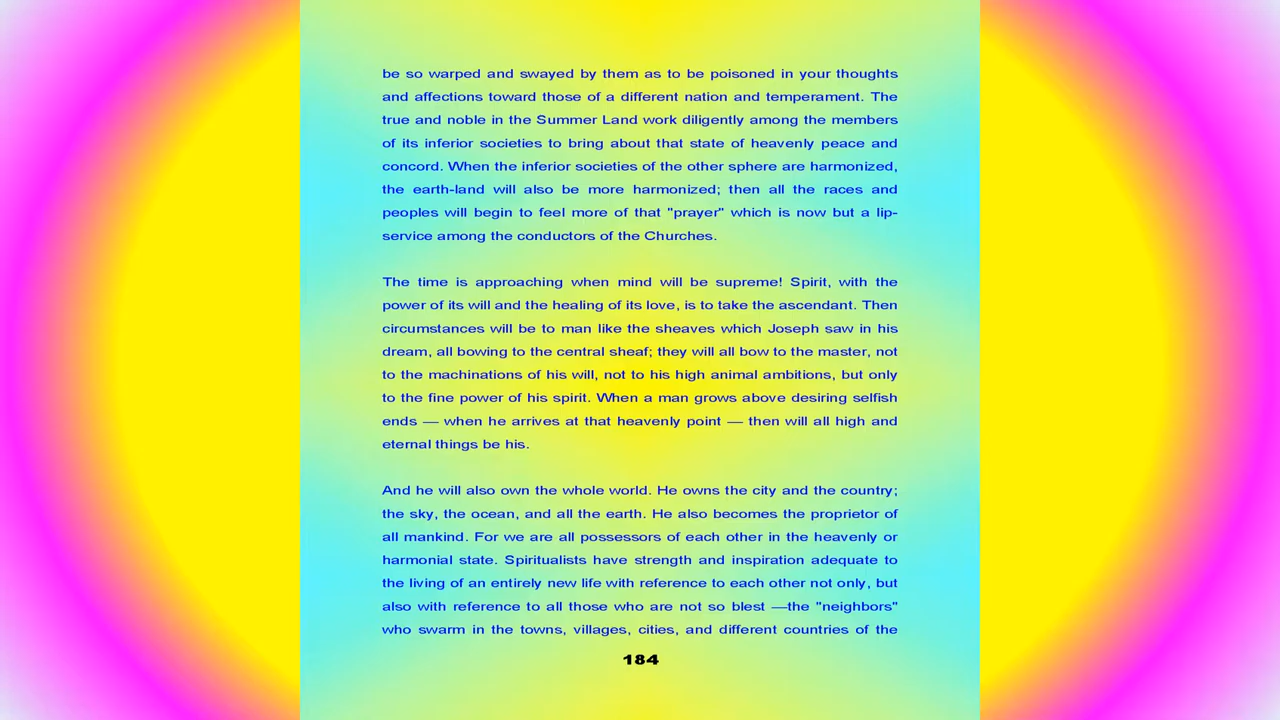 be so warped and swayed by them as to be poisoned in your thoughts
and affections toward those of a different nation and temperament. The
true and noble in the Summer Land work diligently among the members
of its inferior societies to bring about that state of heavenly peace and
concord. When the inferior societies of the other sphere are harmonized,
the earth-land will also be more harmonized; then all the races and
peoples will begin to feel more of that "prayer" which is now but a lip-
service among the conductors of the Churches.

The time is approaching when mind will be supreme! Spirit, with the
power of its will and the healing of its love, is to take the ascendant. Then
circumstances will be to man like the sheaves which Joseph saw in his
dream, all bowing to the central sheaf; they will all bow to the master, not
to the machinations of his will, not to his high animal ambitions, but only
to the fine power of his spirit. When a man grows above desiring selfish
ends — when he arrives at that heavenly point — then will all high and
eternal things be his.

And he will also own the whole world. He owns the city and the country;
the sky, the ocean, and all the earth. He also becomes the proprietor of
all mankind. For we are all possessors of each other in the heavenly or
harmonial state. Spiritualists have strength and inspiration adequate to
the living of an entirely new life with reference to each other not only, but
also with reference to all those who are not so blest —the "neighbors"
who swarm in the towns, villages, cities, and different countries of the
184